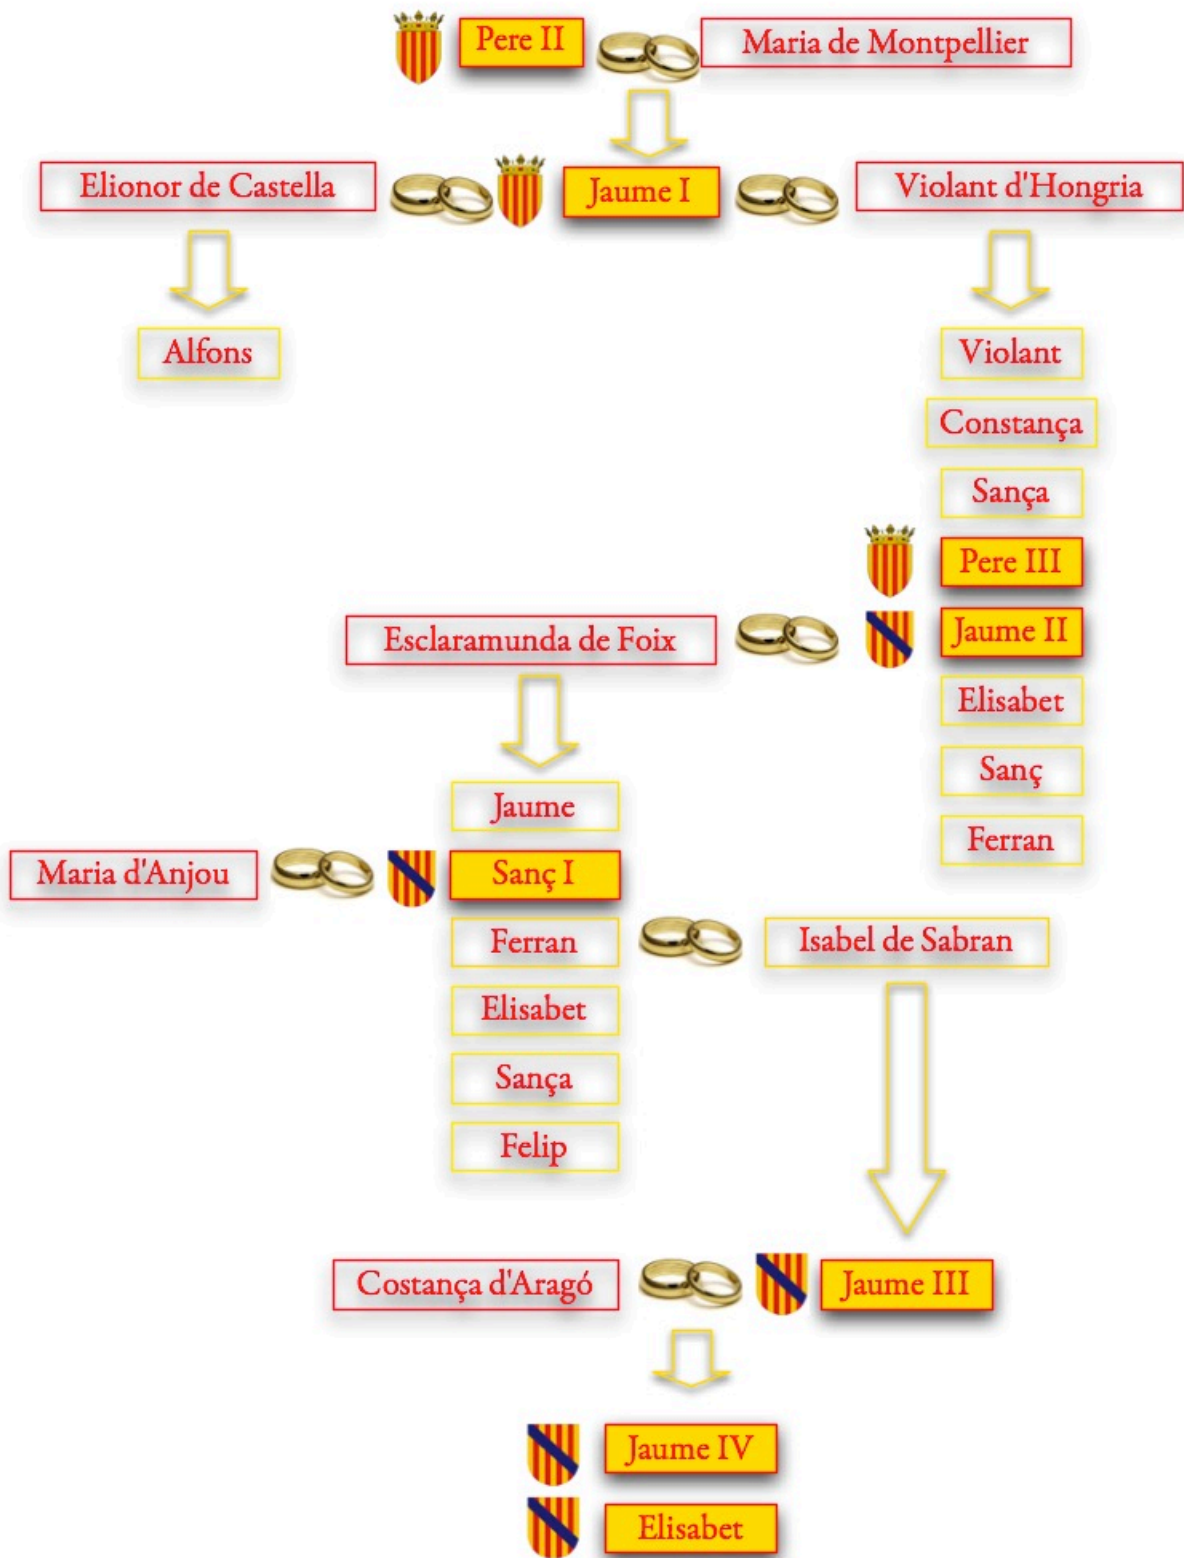 Pere II
Maria de Montpellier
Elionor de Castella
Jaume I
Violant d'Hongria
Alfons
Violant
Constança
Sança
Pere III
Esclaramunda de Foix
Jaume II
Elisabet
Sanç
Ferran
Jaume
Maria d'Anjou
Sanç I
Ferran
Isabel de Sabran
Elisabet
Sança
Felip
Costança d'Aragó
Jaume III
Jaume IV
Elisabet